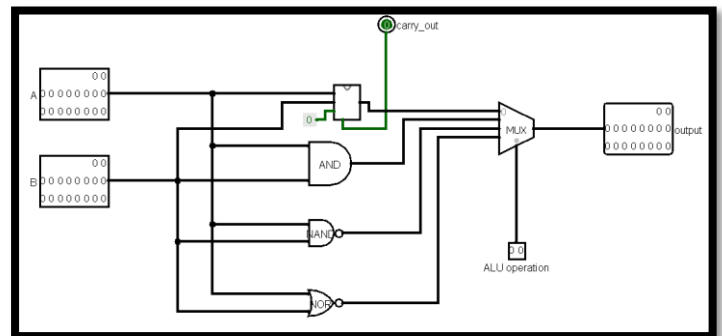 0
carry_out
0 0
A 0 0 0 0 0 0 0 0
0 0 0 0 0 0 0 0
0
0
MUX
0 0
0 0 0 0 0 0 0 0 output
0 0 0 0 0 0 0 0
AND
0 0
B 0 0 0 0 0 0 0 0
0 0 0 0 0 0 0 0
NAND
0 0
ALU operation
NOR